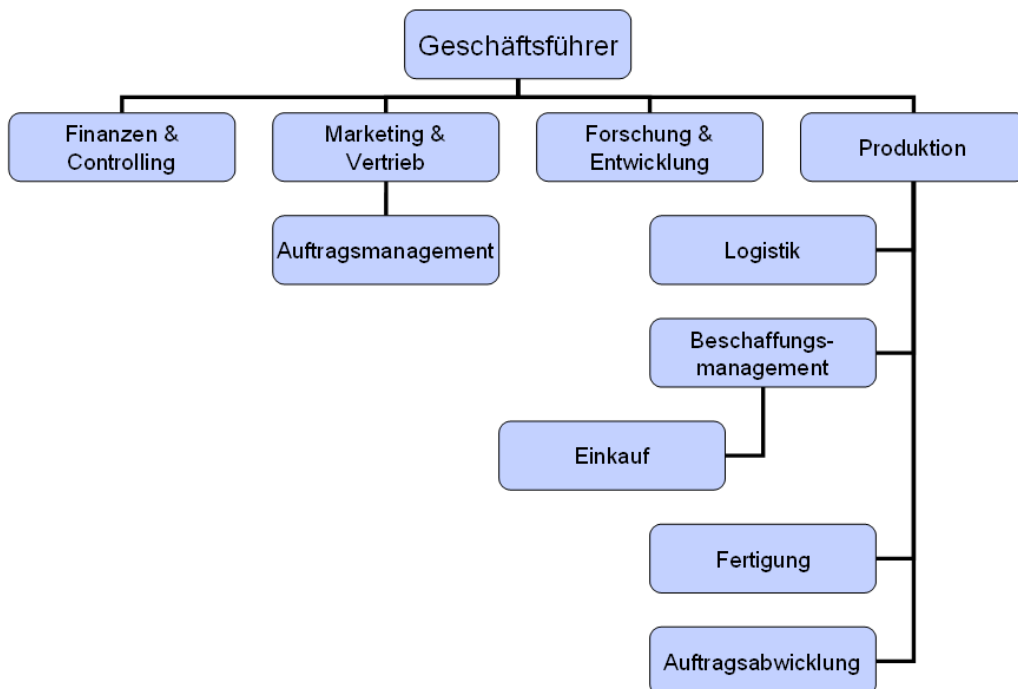 Geschäftsführer
Finanzen &
Controlling
Marketing &
Vertrieb
Forschung &
Entwicklung
Produktion
Auftragsmanagement
Logistik
Beschaffungs-
management
Einkauf
Fertigung
Auftragsabwicklung